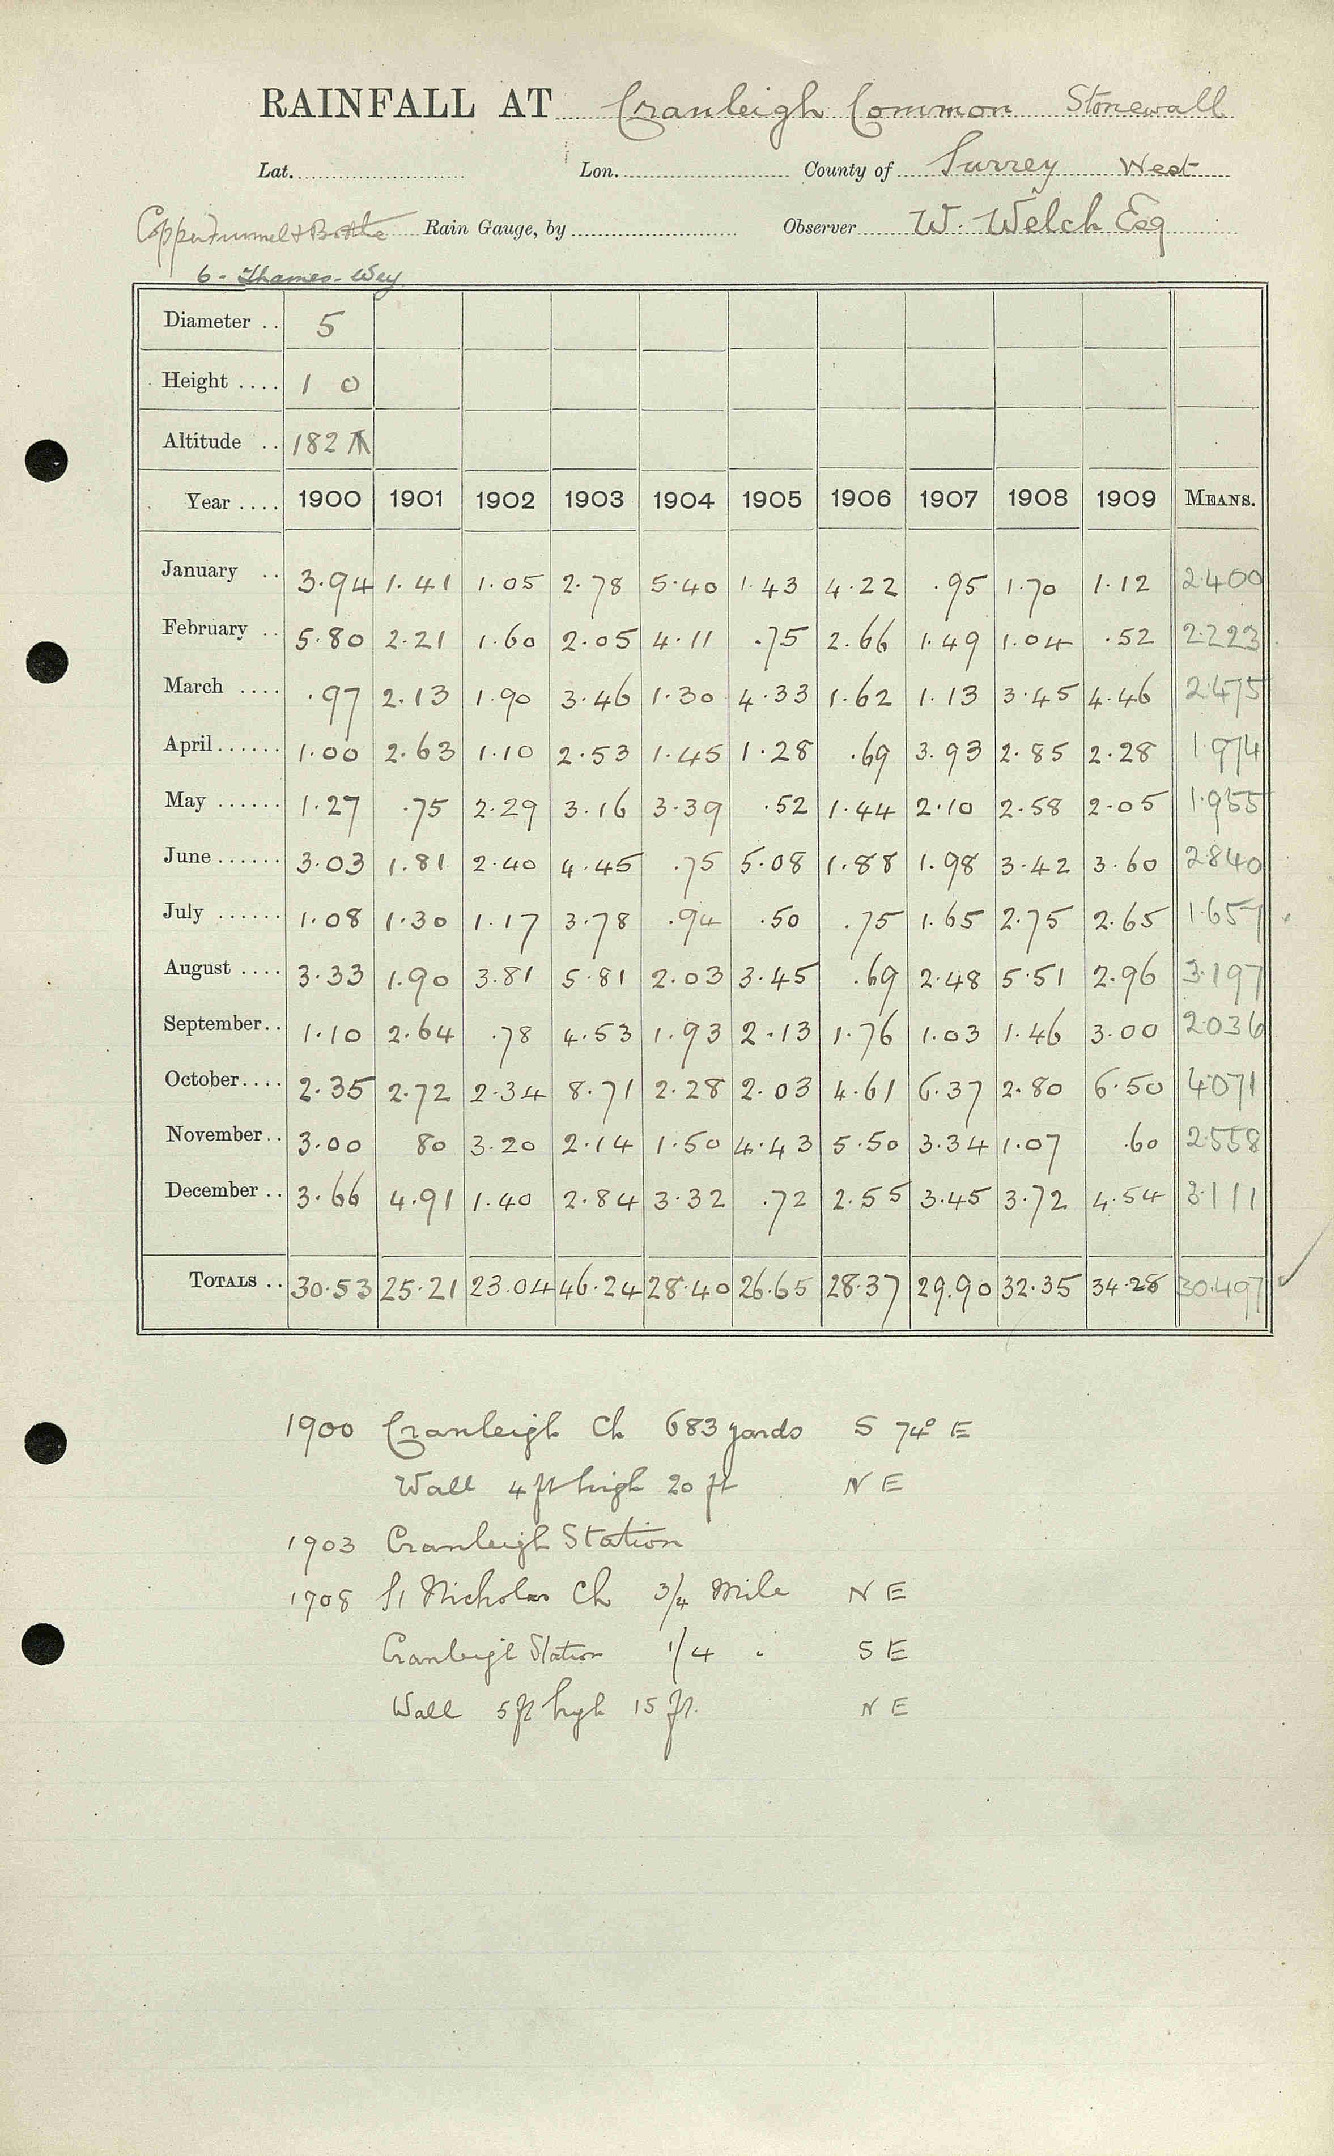 RAINFALL AT Cranleigh Common Stonewall
Lat. Lon. County of Surrey West
Copper Funnel & Bottle Rain Gauge, by Observer W. Welch Esq
6 - Thames - Wey
Diameter .. 5
Height .... 1 0
Altitude .. 182
Year .... 1900 1901 1902 1903 1904 1905 1906 1907 1908 1909 MEANS.
January .. 3.94 1.41 1.05 2.78 5.40 1.43 4.22 .95 1.70 1.12 2.400
February .. 5.80 2.21 1.60 2.05 4.11 .75 2.66 1.49 1.04 .52 2.223
March .... .97 2.13 1.90 3.46 1.30 4.33 1.62 1.13 3.45 4.46 2.475
April...... 1.00 2.63 1.10 2.53 1.45 1.28 .69 3.93 2.85 2.28 1.974
May ...... 1.27 .75 2.29 3.16 3.39 .52 1.44 2.10 2.58 2.05 1.955
June...... 3.03 1.81 2.40 4.45 .75 5.08 1.88 1.98 3.42 3.60 2.840
July ...... 1.08 1.30 1.17 3.78 .94 .50 .75 1.65 2.75 2.65 1.657
August .... 3.33 1.90 3.81 5.81 2.03 3.45 .69 2.48 5.51 2.96 3.197
September.. 1.10 2.64 .78 4.53 1.93 2.13 1.76 1.03 1.46 3.00 2.036
October.... 2.35 2.72 2.34 8.71 2.28 2.03 4.61 6.37 2.80 6.50 4.071
November.. 3.00 80 3.20 2.14 1.50 4.43 5.50 3.34 1.07 .60 2.558
December .. 3.66 4.91 1.40 2.84 3.32 .72 2.55 3.45 3.72 4.54 3.111
TOTALS .. 30.53 25.21 23.04 46.24 28.40 26.65 28.37 29.90 32.35 34.28 30.497
1900 Cranleigh Ch 683 yards S 74° E
Wall 4 ft high 20 ft N E
1903 Cranleigh Station
1908 St Nicholas Ch 3/4 Mile N E
Cranleigh Station 1/4 " S E
Wall 5 ft high 15 ft. N E